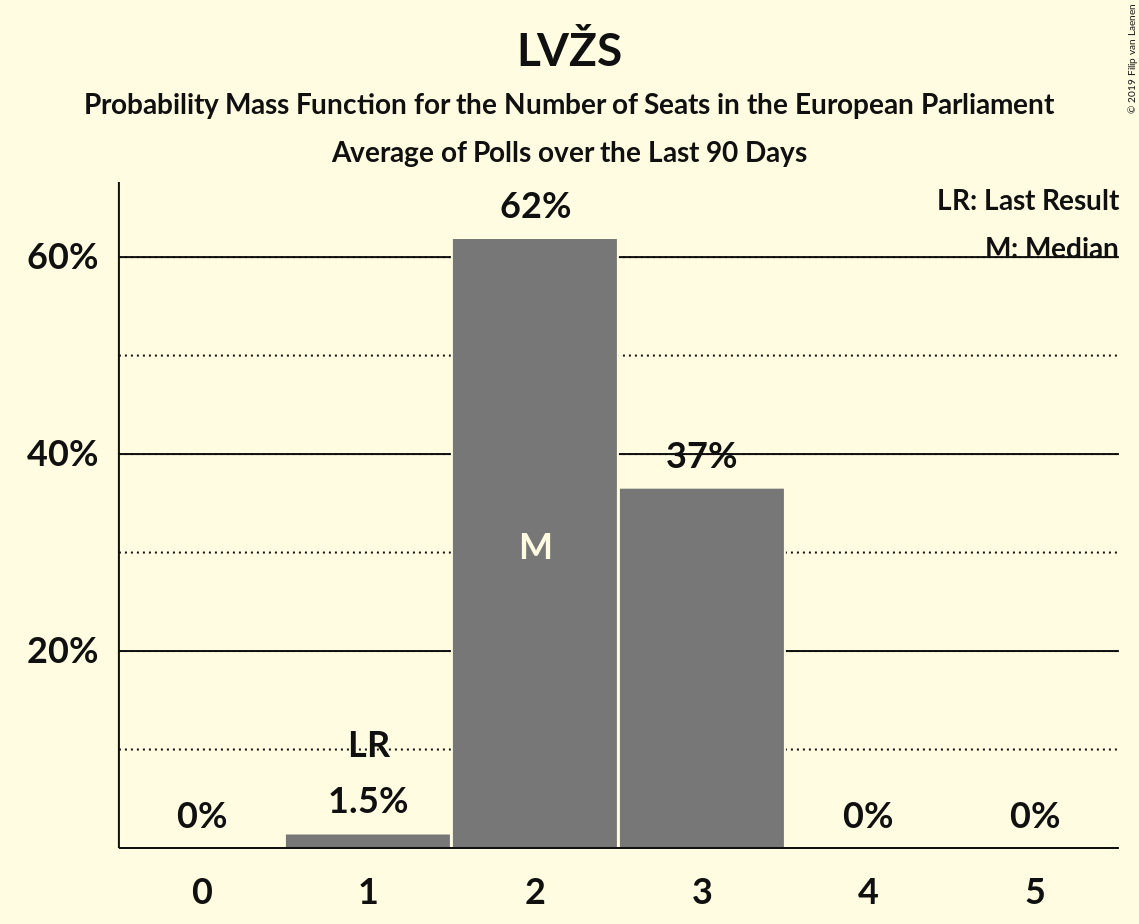 LVŽS
Probability Mass Function for the Number of Seats in the European Parliament
Average of Polls over the Last 90 Days
© 2019 Filip van Laenen
LR: Last Result
M: Median
62%
60%
40%
37%
M
20%
LR
1.5%
0%
0%
0%
0
1
2
3
4
5